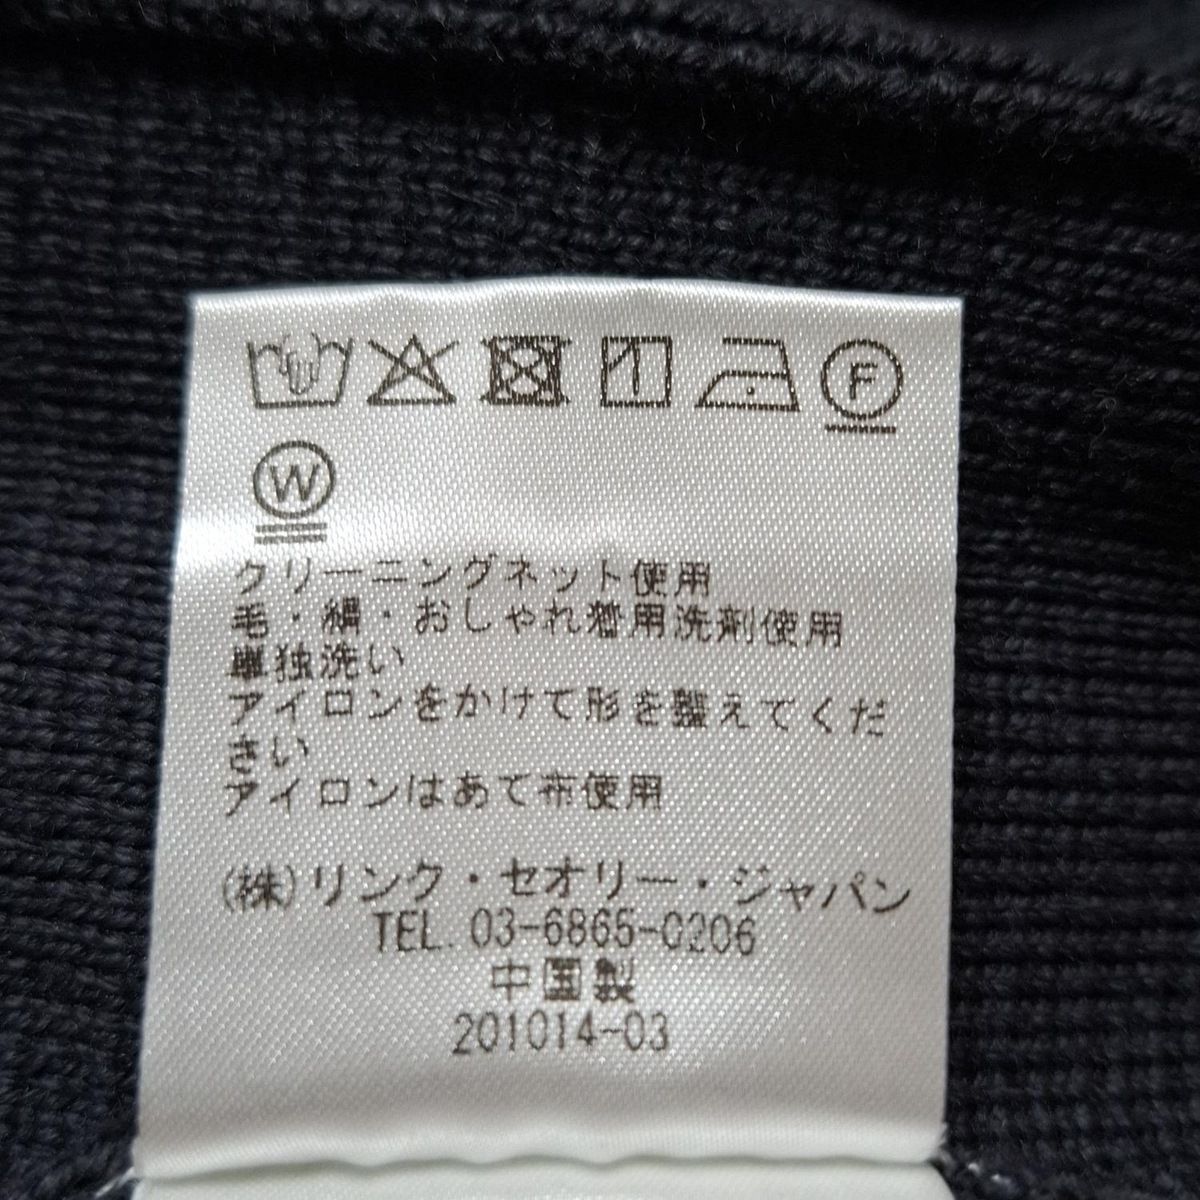 F
W
クリーニングネット使用
毛・絹・おしゃれ着用洗剤使用
単独洗い
アイロンをかけて形を整えてくだ
さい
アイロンはあて布使用
(株)リンク・セオリー・ジャパン
TEL. 03-6865-0206
中国製
201014-03